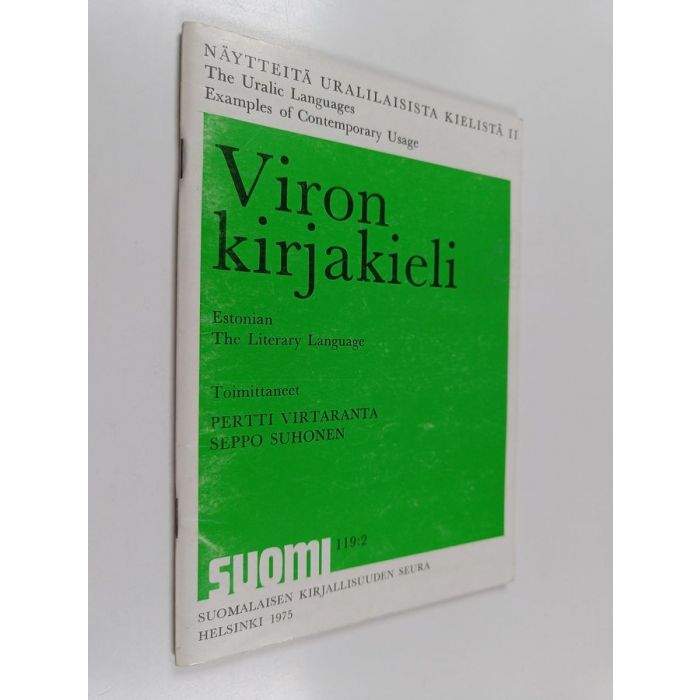 NÄYTTEITÄ URALILAISISTA KIELISTÄ II
The Uralic Languages
Examples of Contemporary Usage
Viron
kirjakieli
Estonian
The Literary Language
Toimittaneet
PERTTI VIRTARANTA
SEPPO SUHONEN
SUOMI 119:2
SUOMALAISEN KIRJALLISUUDEN SEURA
HELSINKI 1975